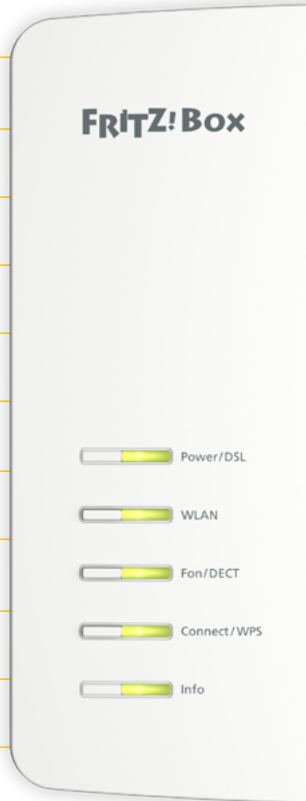 FRITZ! BOX
Power/DSL
WLAN
Fon/DECT
Connect/WPS
Info